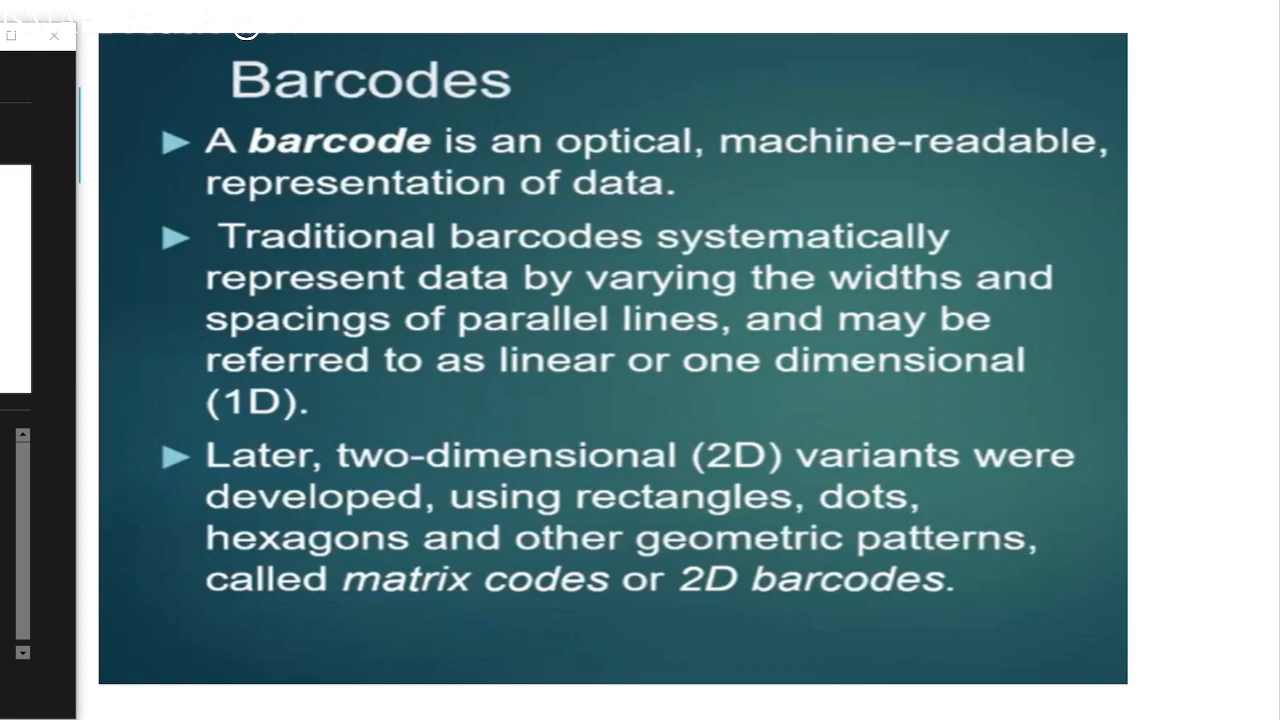 Barcodes
A barcode is an optical, machine-readable,
representation of data.
Traditional barcodes systematically
represent data by varying the widths and
spacings of parallel lines, and may be
referred to as linear or one dimensional
(1D).
Later, two-dimensional (2D) variants were
developed, using rectangles, dots,
hexagons and other geometric patterns,
called matrix codes or 2D barcodes.